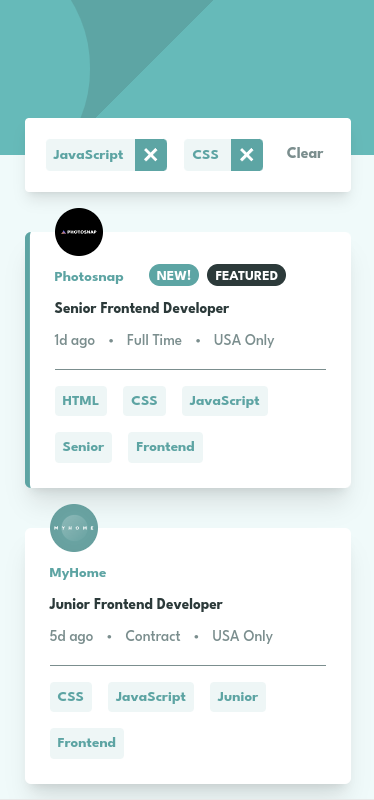 JavaScript CSS Clear
PHOTOSNAP
Photosnap NEW! FEATURED
Senior Frontend Developer
1d ago • Full Time • USA Only
HTML CSS JavaScript
Senior Frontend
MYHOME
MyHome
Junior Frontend Developer
5d ago • Contract • USA Only
CSS JavaScript Junior
Frontend